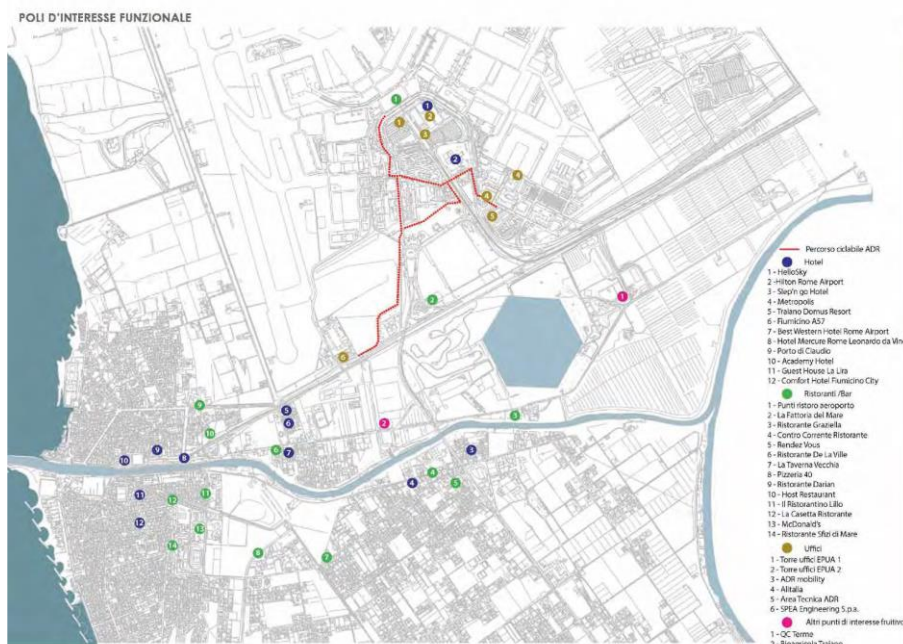 POLI D'INTERESSE FUNZIONALE
Percorso ciclabile ADR
Hotel
1 - HelloSky
2 -Hilton Rome Airport
3 - Slep'n go Hotel
4 - Metropolis
5 - Traiano Domus Resort
6 - Fiumicino A57
7 - Best Western Hotel Rome Airport
8 - Hotel Mercure Rome Leonardo da Vinc
9 - Porto di Claudio
10 - Academy Hotel
11 - Guest House La Lira
12 - Comfort Hotel Fiumicino City
Ristoranti /Bar
1 - Punti ristoro aeroporto
2 - La Fattoria del Mare
3 - Ristorante Graziella
4 - Contro Corrente Ristorante
5 - Rendez Vous
6 - Ristorante De La Ville
7 - La Taverna Vecchia
8 - Pizzeria 40
9 - Ristorante Darian
10 - Host Restaurant
11 - Il Ristorantino Lillo
12 - La Casetta Ristorante
13 - McDonald's
14 - Ristorante Sfizi di Mare
Uffici
1 - Torre uffici EPUA 1
2 - Torre uffici EPUA 2
3 - ADR mobility
4 - Alitalia
5 - Area Tecnica ADR
6 - SPEA Engineering S.p.a.
Altri punti di interesse fruitivo
1 - QC Terme